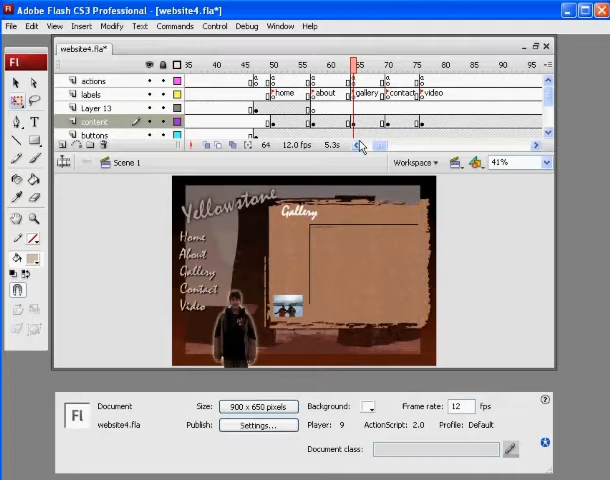 Adobe Flash CS3 Professional - [website4.fla*]
File Edit View Insert Modify Text Commands Control Debug Window Help
website4.fla*
Fl
35 45 50 55 60 65 70 75 80 85 90 95
actions
labels home about gallery contact video
Layer 13
content
buttons
64 12.0 fps 5.3s
Scene 1 Workspace 41%
Yellowstone
Gallery
Home
About
Gallery
Contact
Video
Fl Document Size: 900 x 650 pixels Background: Frame rate: 12 fps
website4.fla Publish: Settings... Player: 9 ActionScript: 2.0 Profile: Default
Document class: